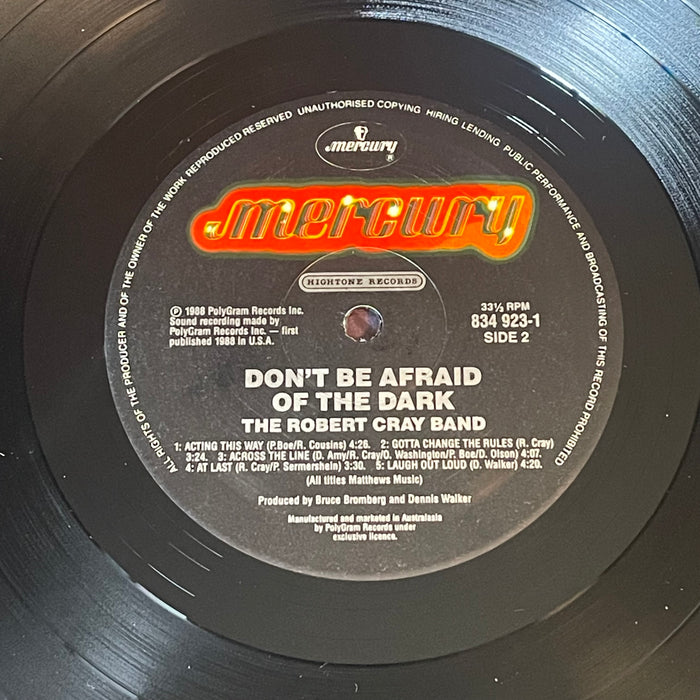 ALL RIGHTS OF THE PRODUCER AND OF THE OWNER OF THE WORK REPRODUCED RESERVED UNAUTHORISED COPYING HIRING LENDING PUBLIC PERFORMANCE AND BROADCASTING OF THIS RECORD PROHIBITED
mercury ®
mercury
HIGHTONE RECORDS
℗ 1988 PolyGram Records Inc.
Sound recording made by
PolyGram Records Inc. — first
published 1988 in U.S.A.
33⅓ RPM
834 923-1
SIDE 2
DON'T BE AFRAID
OF THE DARK
THE ROBERT CRAY BAND
1: ACTING THIS WAY (P.Boe/R. Cousins) 4:26. 2: GOTTA CHANGE THE RULES (R. Cray)
3:24. 3: ACROSS THE LINE (D. Amy/R. Cray/O. Washington/P. Boe/D. Olson) 4:07.
4: AT LAST (R. Cray/P. Sermershein) 3:30. 5: LAUGH OUT LOUD (D. Walker) 4:20.
(All titles Matthews Music)
Produced by Bruce Bromberg and Dennis Walker
Manufactured and marketed in Australasia
by PolyGram Records under
exclusive licence.